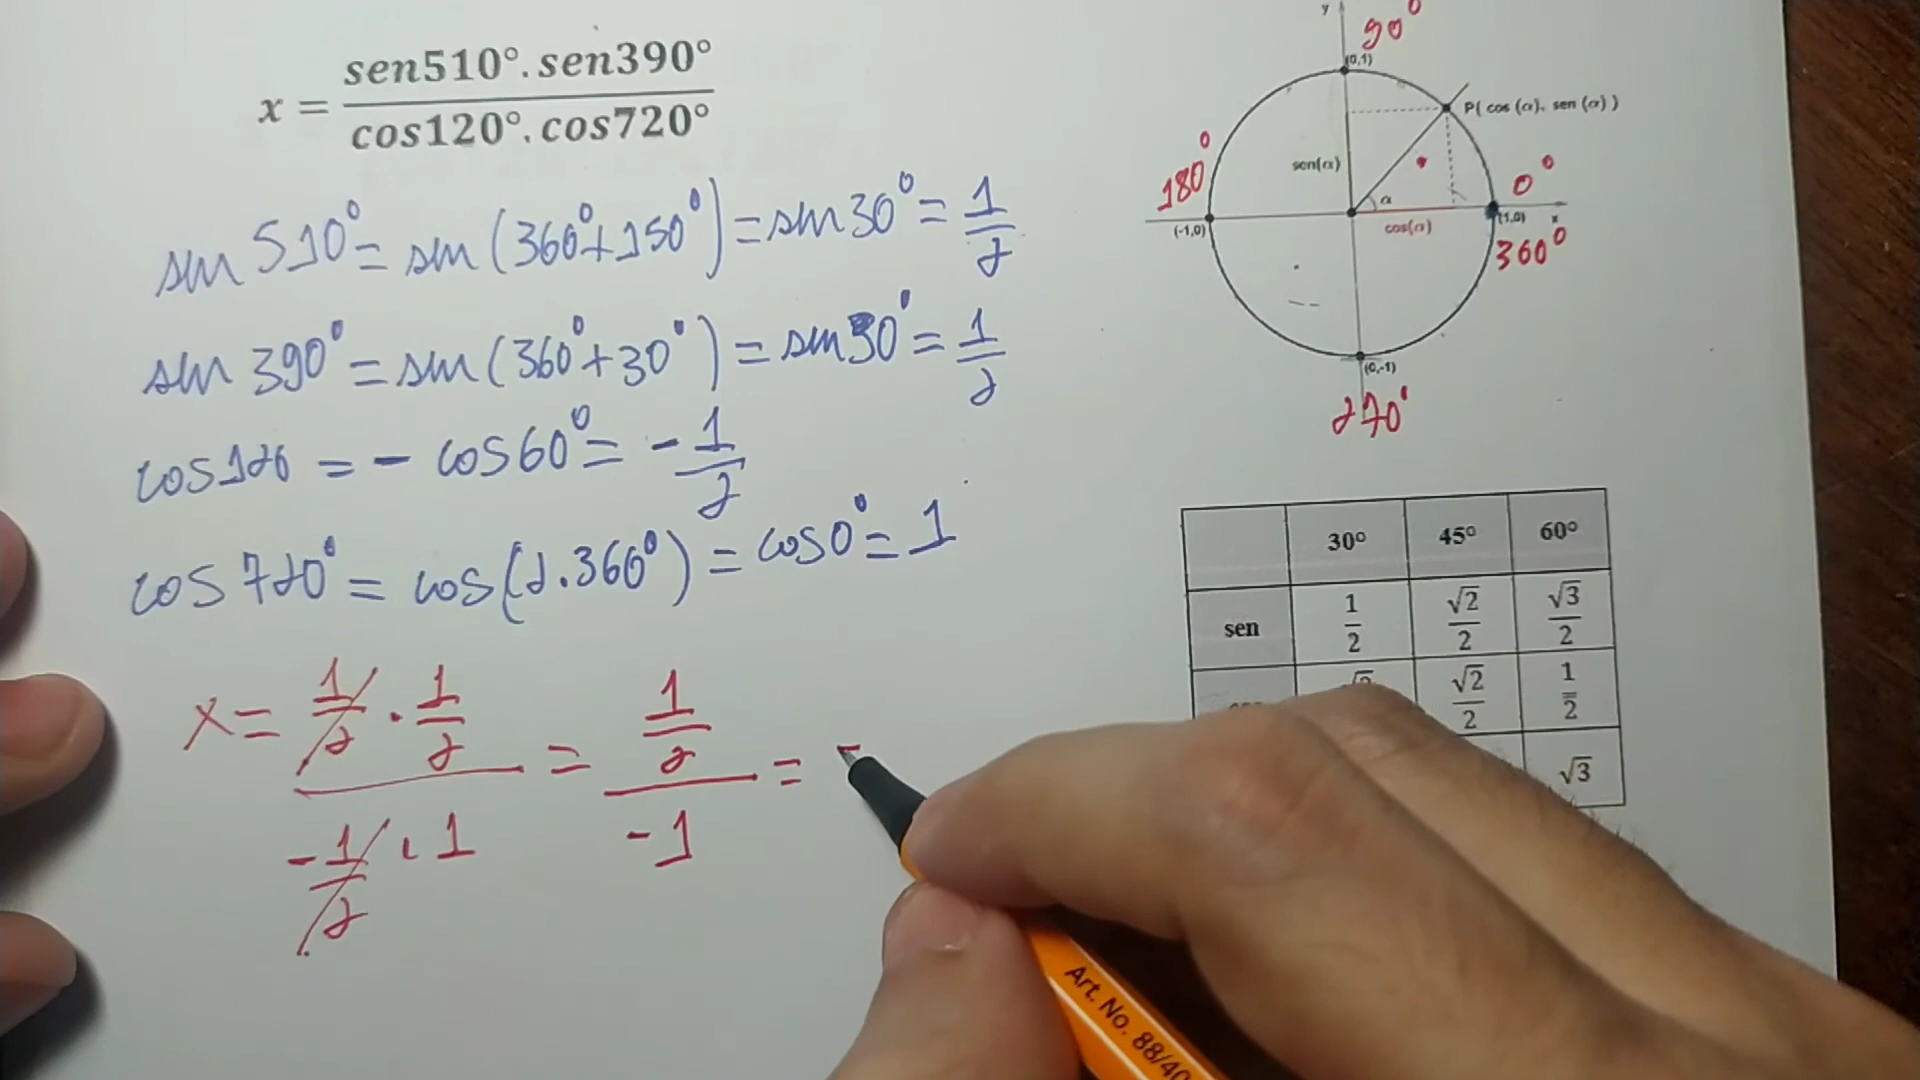 x = sen510°.sen390° / cos120°.cos720°
sen 510° = sen (360° + 150°) = sen 30° = 1/2
sen 390° = sen (360° + 30°) = sen 30° = 1/2
cos 120 = - cos 60° = - 1/2
cos 720° = cos (2.360°) = cos 0° = 1
x = 1/2 . 1/2 / -1/2 . 1 = 1/2 / -1 = -
y
90°
(0,1)
P( cos (α), sen (α) )
180°
sen(α)
α
0°
(-1,0)
cos(α)
(1,0)
x
360°
(0,-1)
270°
30° 45° 60°
sen 1/2 √2/2 √3/2
√2/2 1/2
√3
Art. No. 88/40